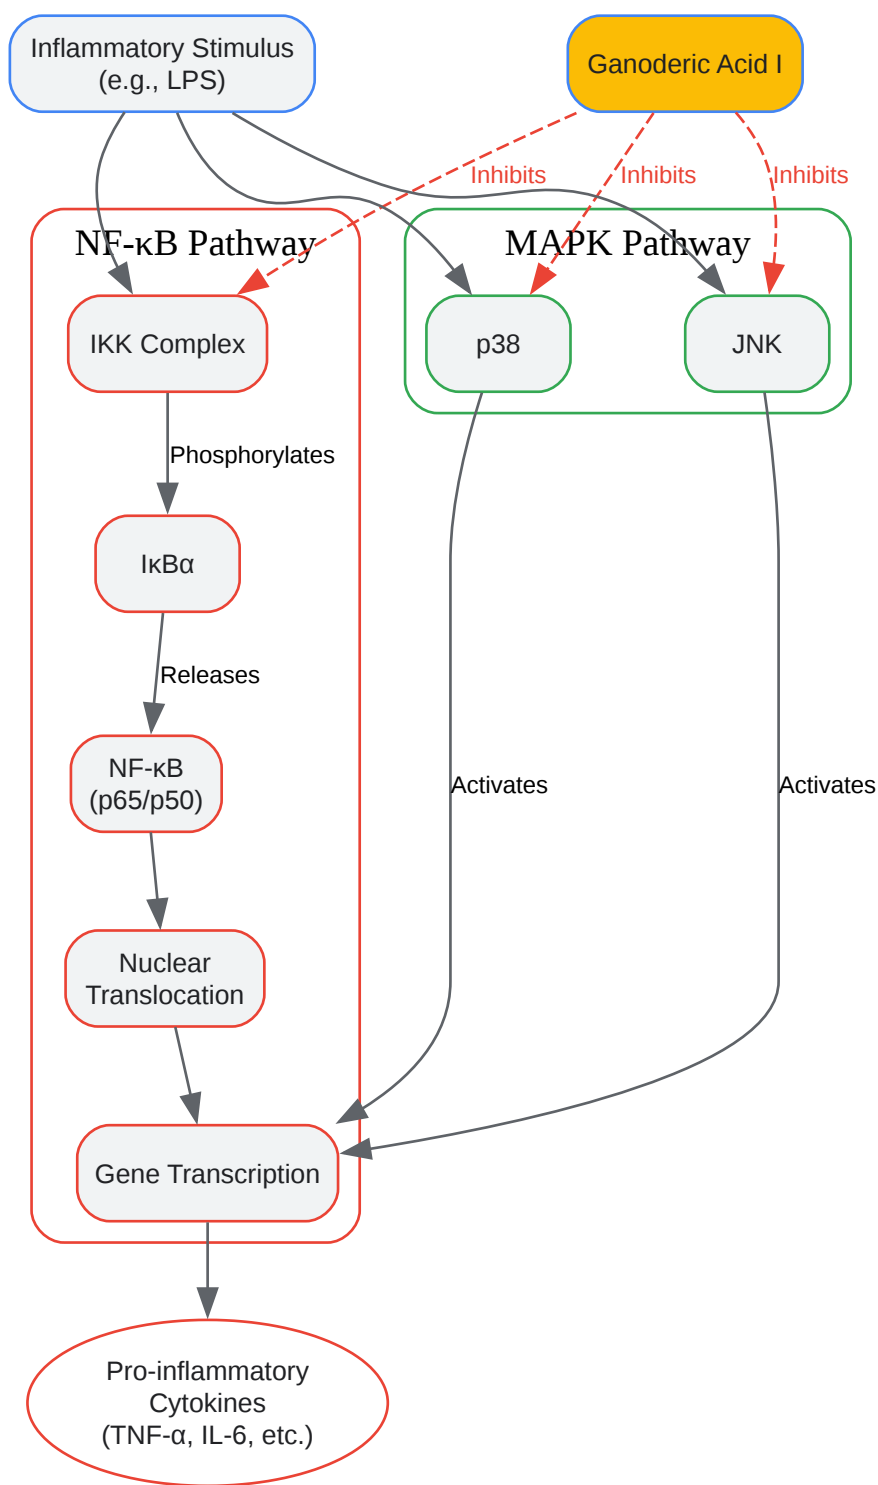 Inflammatory Stimulus
(e.g., LPS)
Ganoderic Acid I
Inhibits
Inhibits
Inhibits
NF-κB Pathway
MAPK Pathway
IKK Complex
p38
JNK
Phosphorylates
IκBα
Releases
NF-κB
(p65/p50)
Activates
Activates
Nuclear
Translocation
Gene Transcription
Pro-inflammatory
Cytokines
(TNF-α, IL-6, etc.)